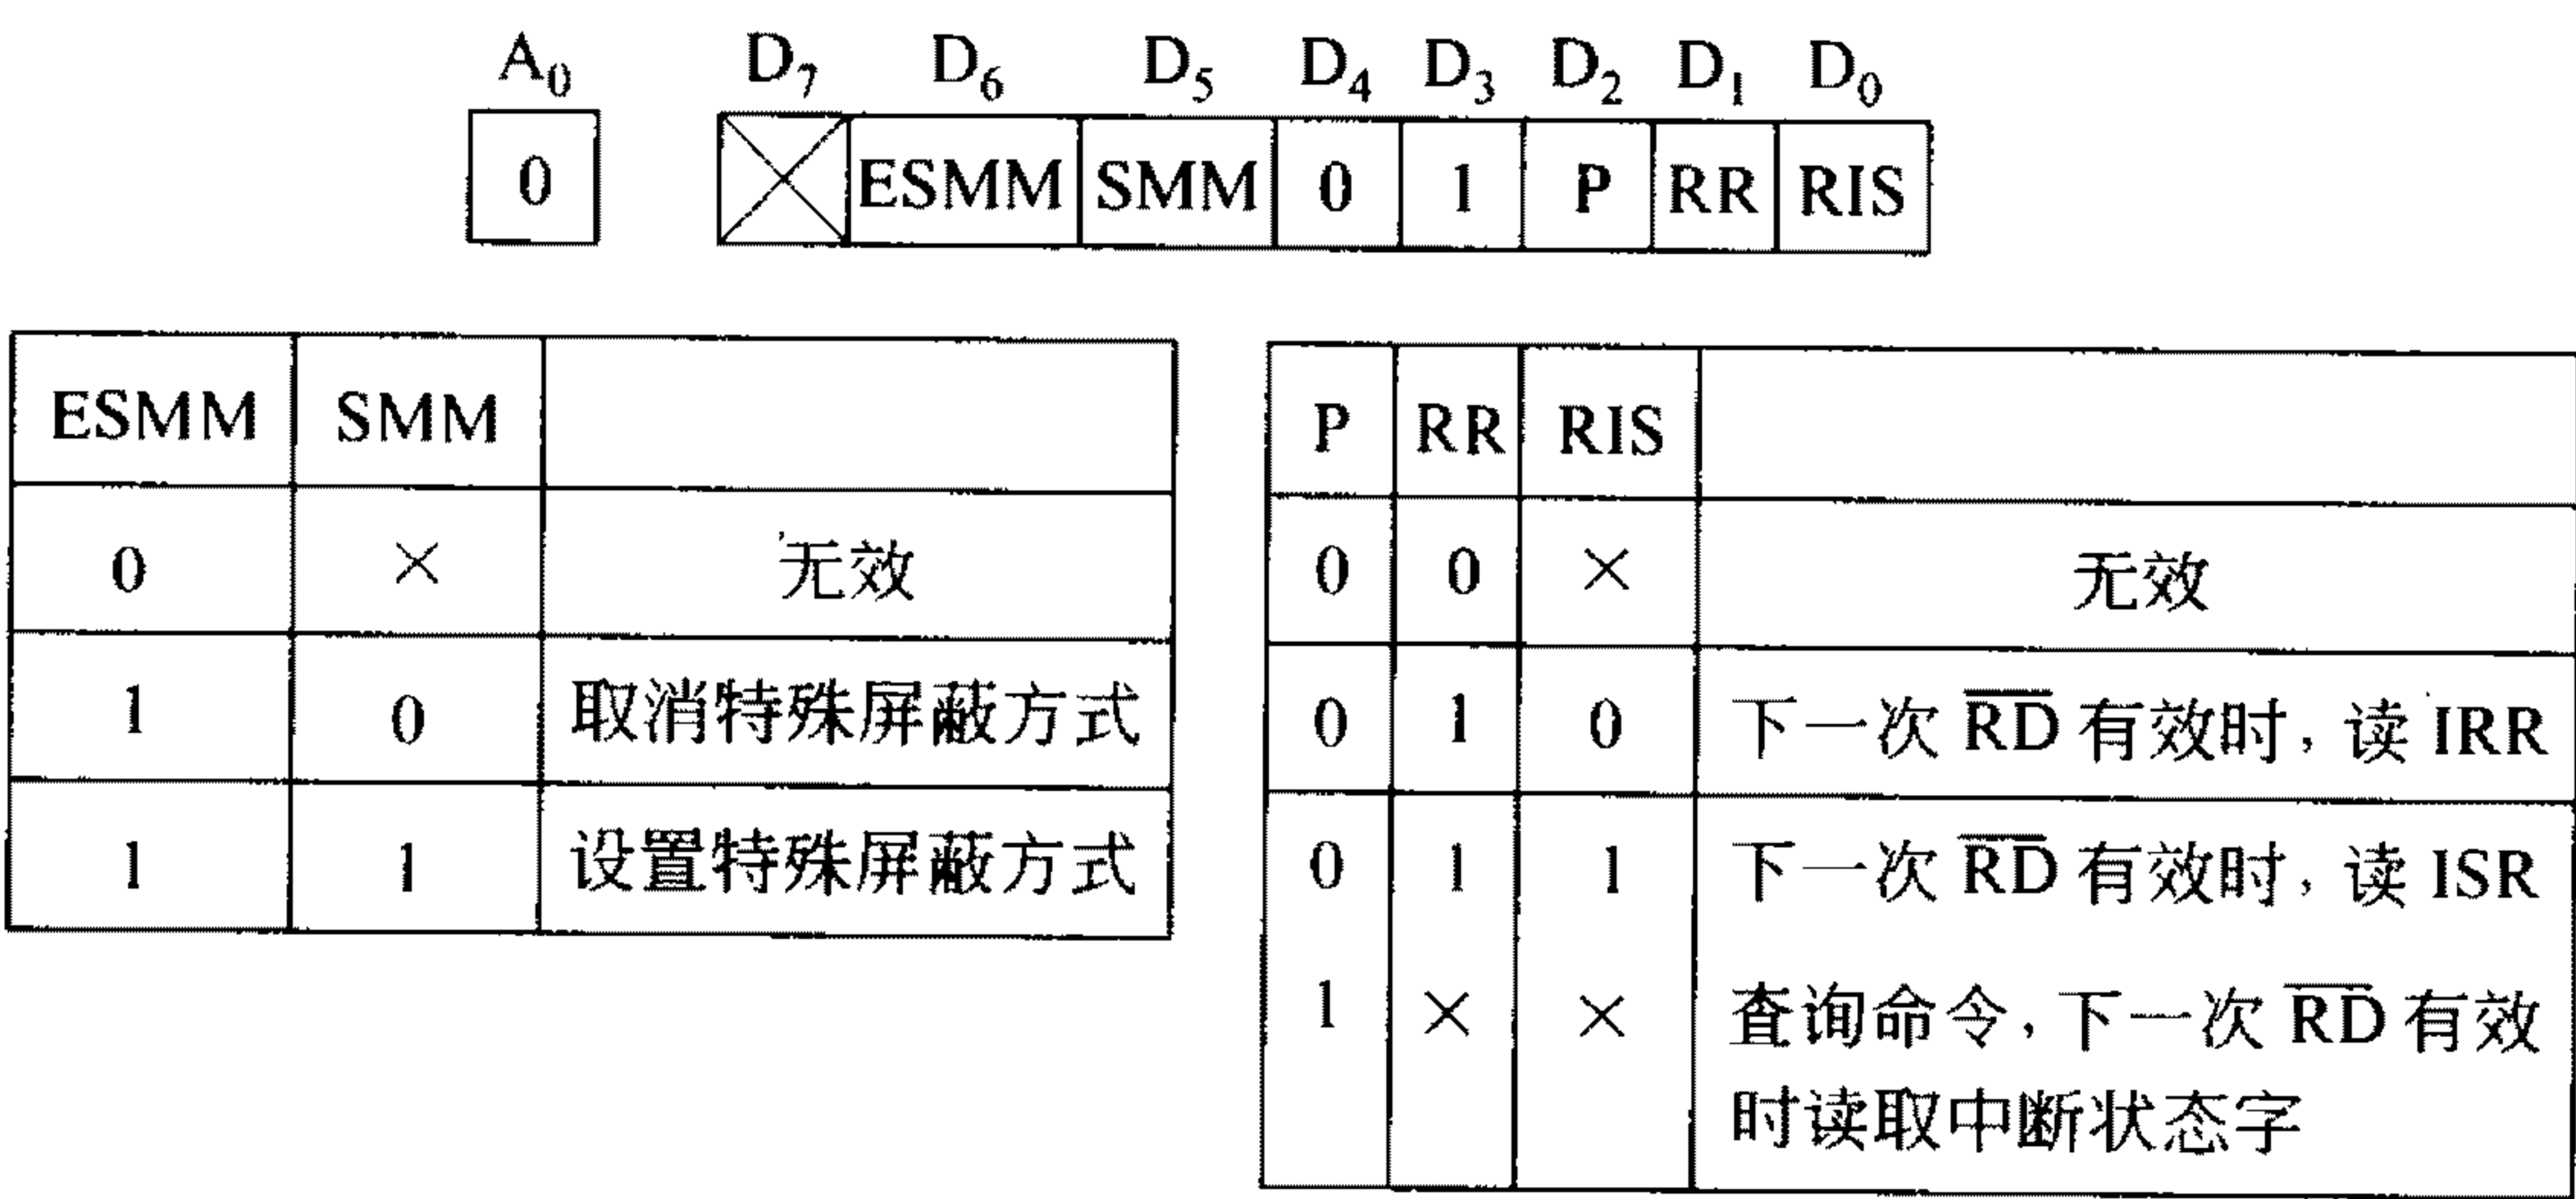 A₀ D₇ D₆ D₅ D₄ D₃ D₂ D₁ D₀
0 ESMM SMM 0 1 P RR RIS
ESMM SMM
0 × 无效
1 0 取消特殊屏蔽方式
1 1 设置特殊屏蔽方式
P RR RIS
0 0 × 无效
0 1 0 下一次 R̅D̅ 有效时, 读 IRR
0 1 1 下一次 R̅D̅ 有效时, 读 ISR
1 × × 查询命令, 下一次 R̅D̅ 有效
时读取中断状态字